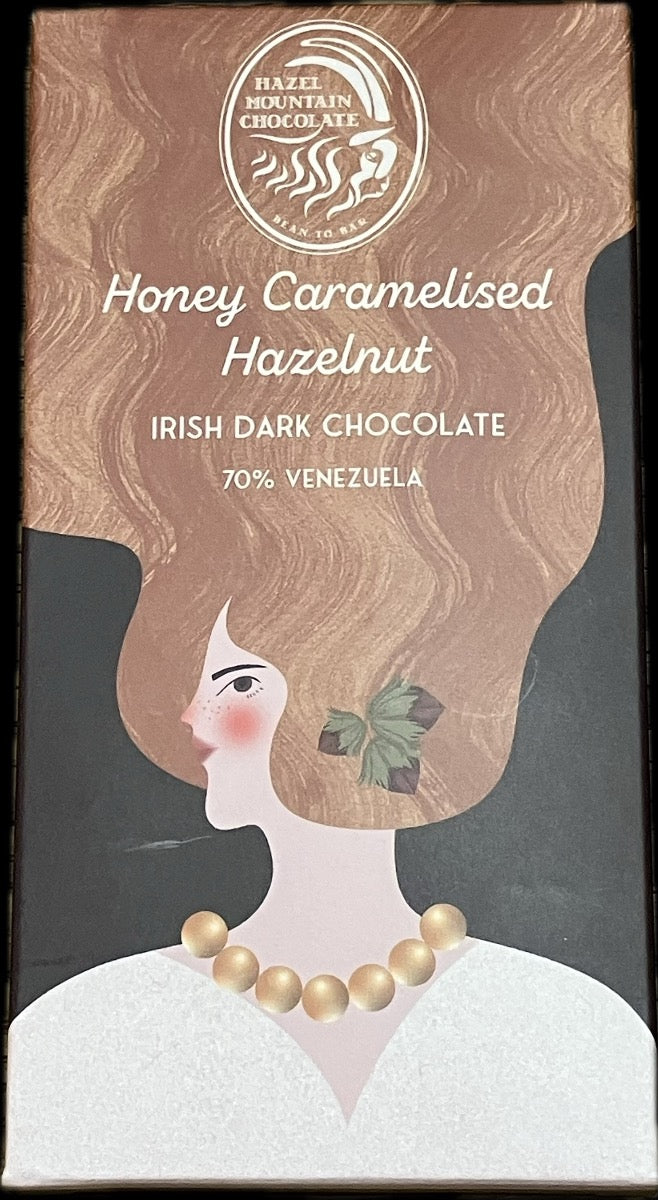 HAZEL
MOUNTAIN
CHOCOLATE
BEAN TO BAR
Honey Caramelised
Hazelnut
IRISH DARK CHOCOLATE
70% VENEZUELA